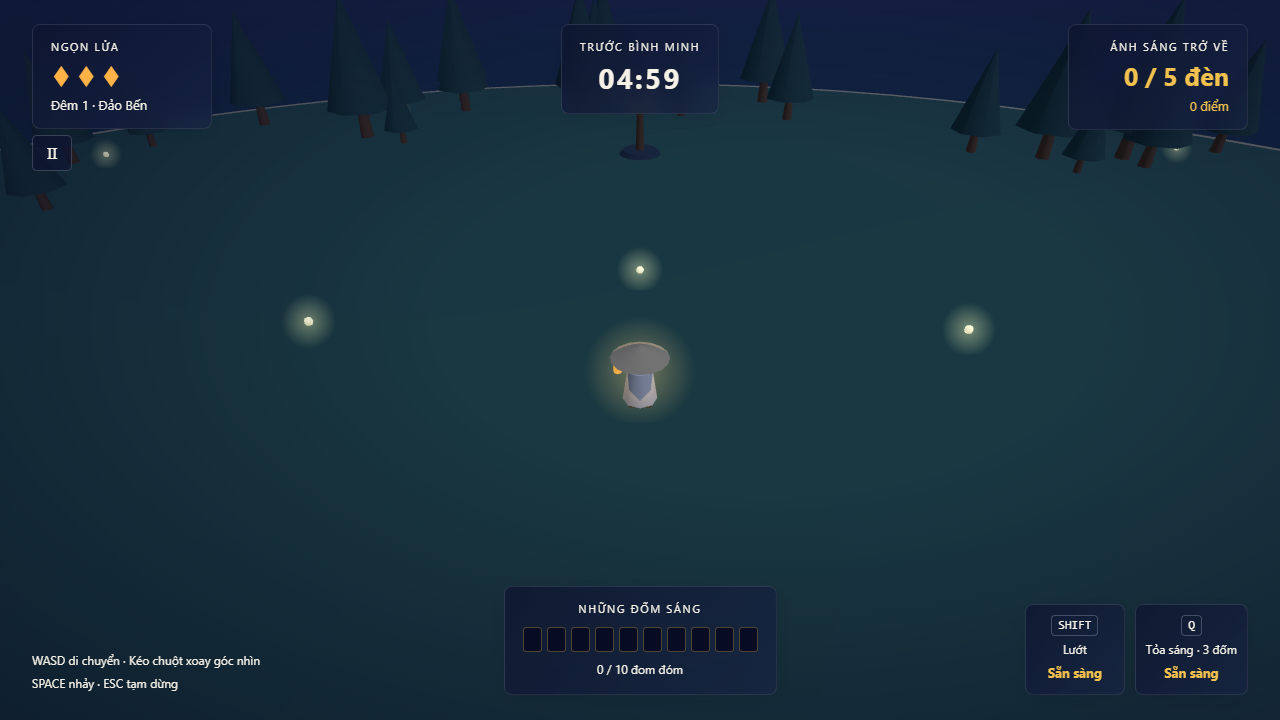 NGỌN LỬA
Đêm 1 · Đảo Bến
II
TRƯỚC BÌNH MINH
04:59
ÁNH SÁNG TRỞ VỀ
0 / 5 đèn
0 điểm
NHỮNG ĐỐM SÁNG
0 / 10 đom đóm
WASD di chuyển · Kéo chuột xoay góc nhìn
SPACE nhảy · ESC tạm dừng
SHIFT
Lướt
Sẵn sàng
Q
Tỏa sáng · 3 đốm
Sẵn sàng